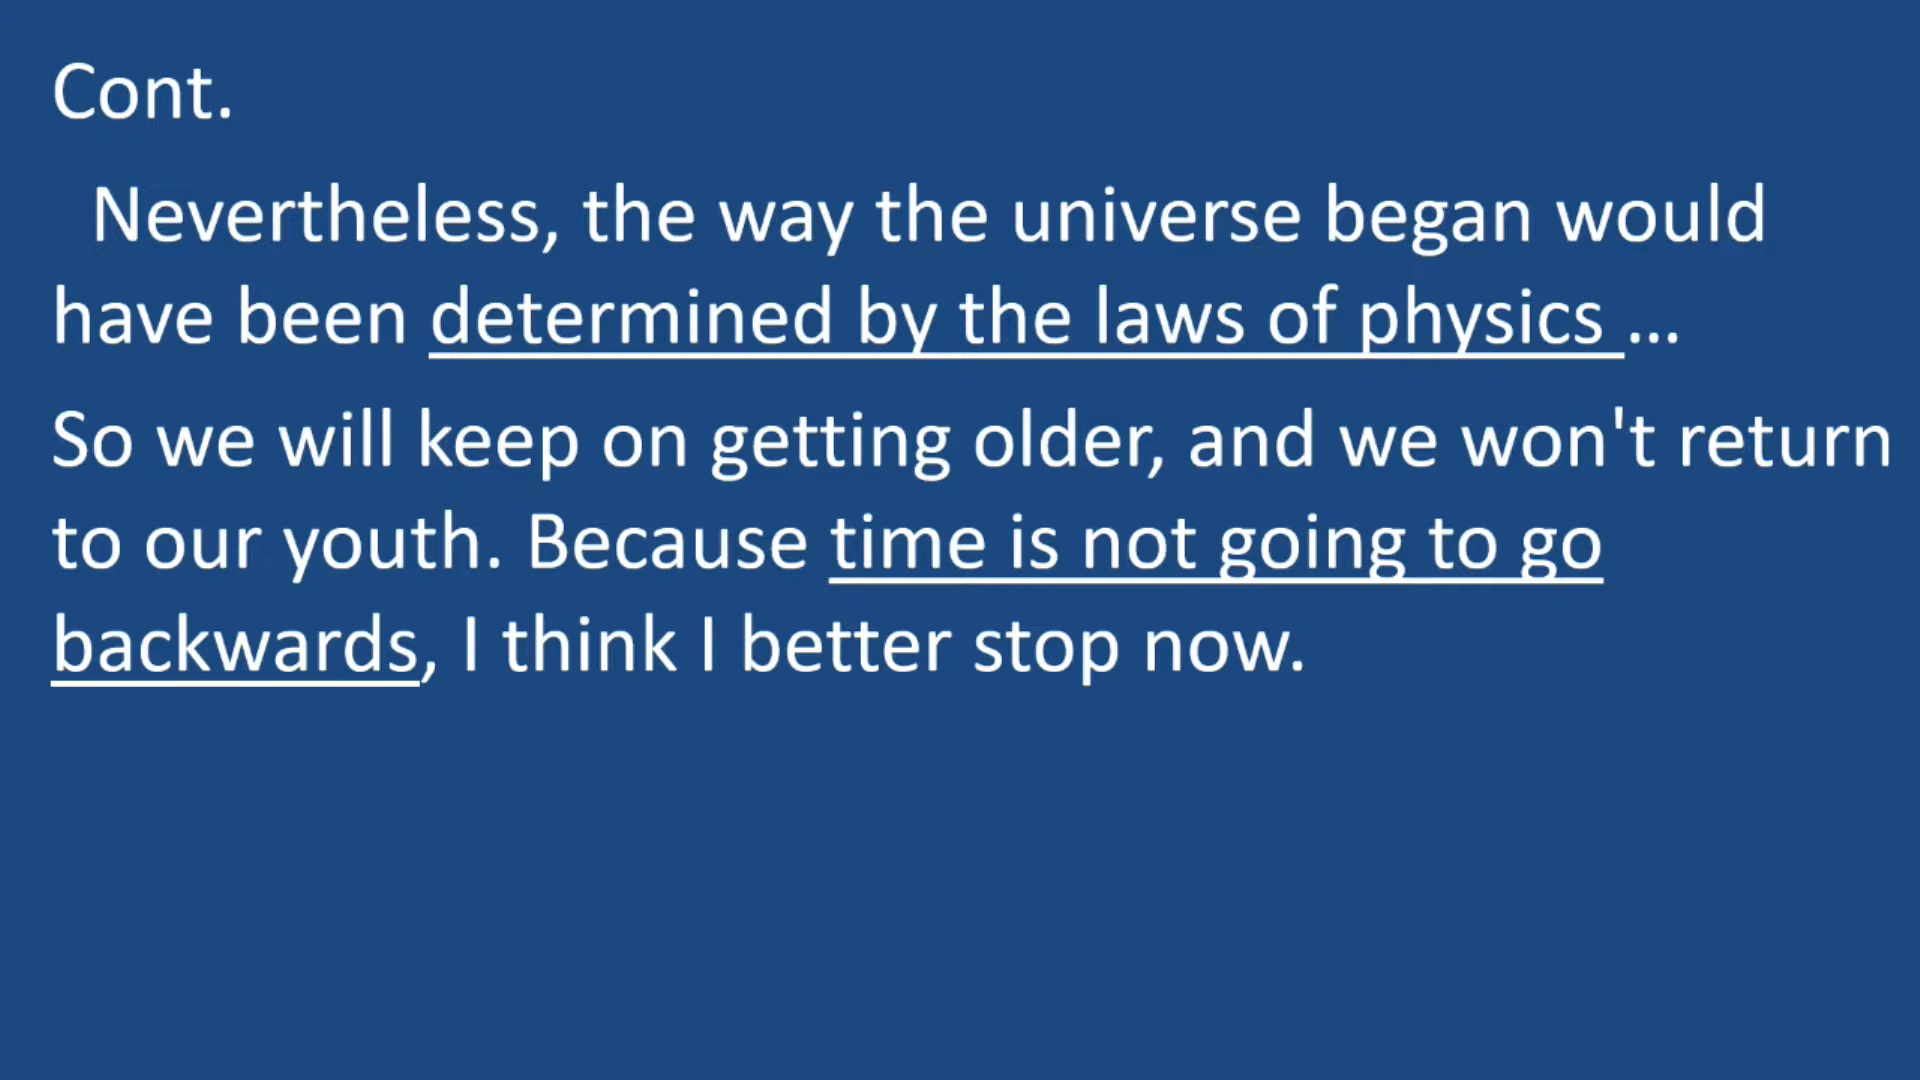 Cont.
Nevertheless, the way the universe began would
have been determined by the laws of physics ...
So we will keep on getting older, and we won't return
to our youth. Because time is not going to go
backwards, I think I better stop now.